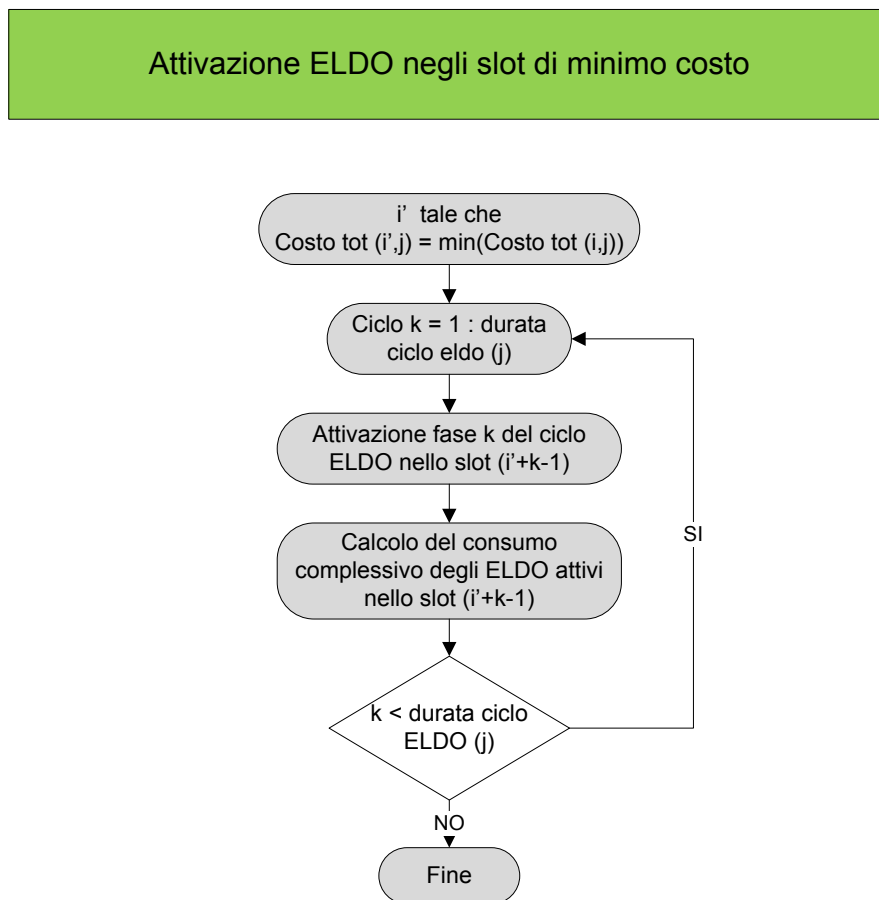 Attivazione ELDO negli slot di minimo costo
i' tale che
Costo tot (i',j) = min(Costo tot (i,j))
Ciclo k = 1 : durata
ciclo eldo (j)
Attivazione fase k del ciclo
ELDO nello slot (i'+k-1)
Calcolo del consumo
complessivo degli ELDO attivi
nello slot (i'+k-1)
SI
k < durata ciclo
ELDO (j)
NO
Fine